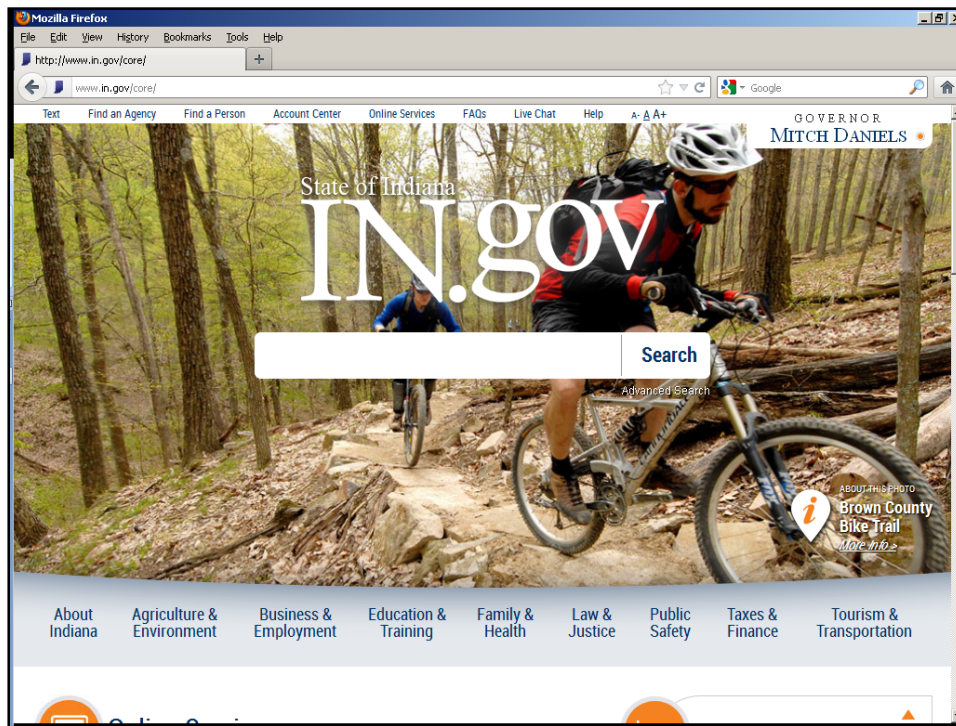 Mozilla Firefox
File Edit View History Bookmarks Tools Help
http://www.in.gov/core/
www.in.gov/core/
Google
Text Find an Agency Find a Person Account Center Online Services FAQs Live Chat Help A- A A+
GOVERNOR
MITCH DANIELS
State of Indiana
IN.gov
Search
Advanced Search
ABOUT THIS PHOTO
Brown County
Bike Trail
More info >
About Indiana
Agriculture & Environment
Business & Employment
Education & Training
Family & Health
Law & Justice
Public Safety
Taxes & Finance
Tourism & Transportation